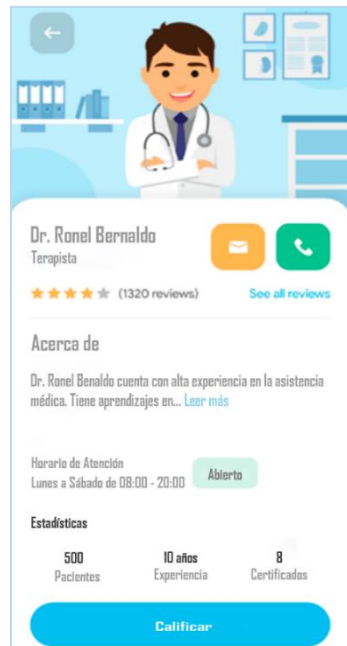 Dr. Ronel Bernaldo
Terapista
(1320 reviews)
See all reviews
Acerca de
Dr. Ronel Benaldo cuenta con alta experiencia en la asistencia
médica. Tiene aprendizajes en... Leer más
Horario de Atención
Lunes a Sábado de 08:00 - 20:00
Abierto
Estadísticas
500
Pacientes
10 años
Experiencia
8
Certificados
Calificar